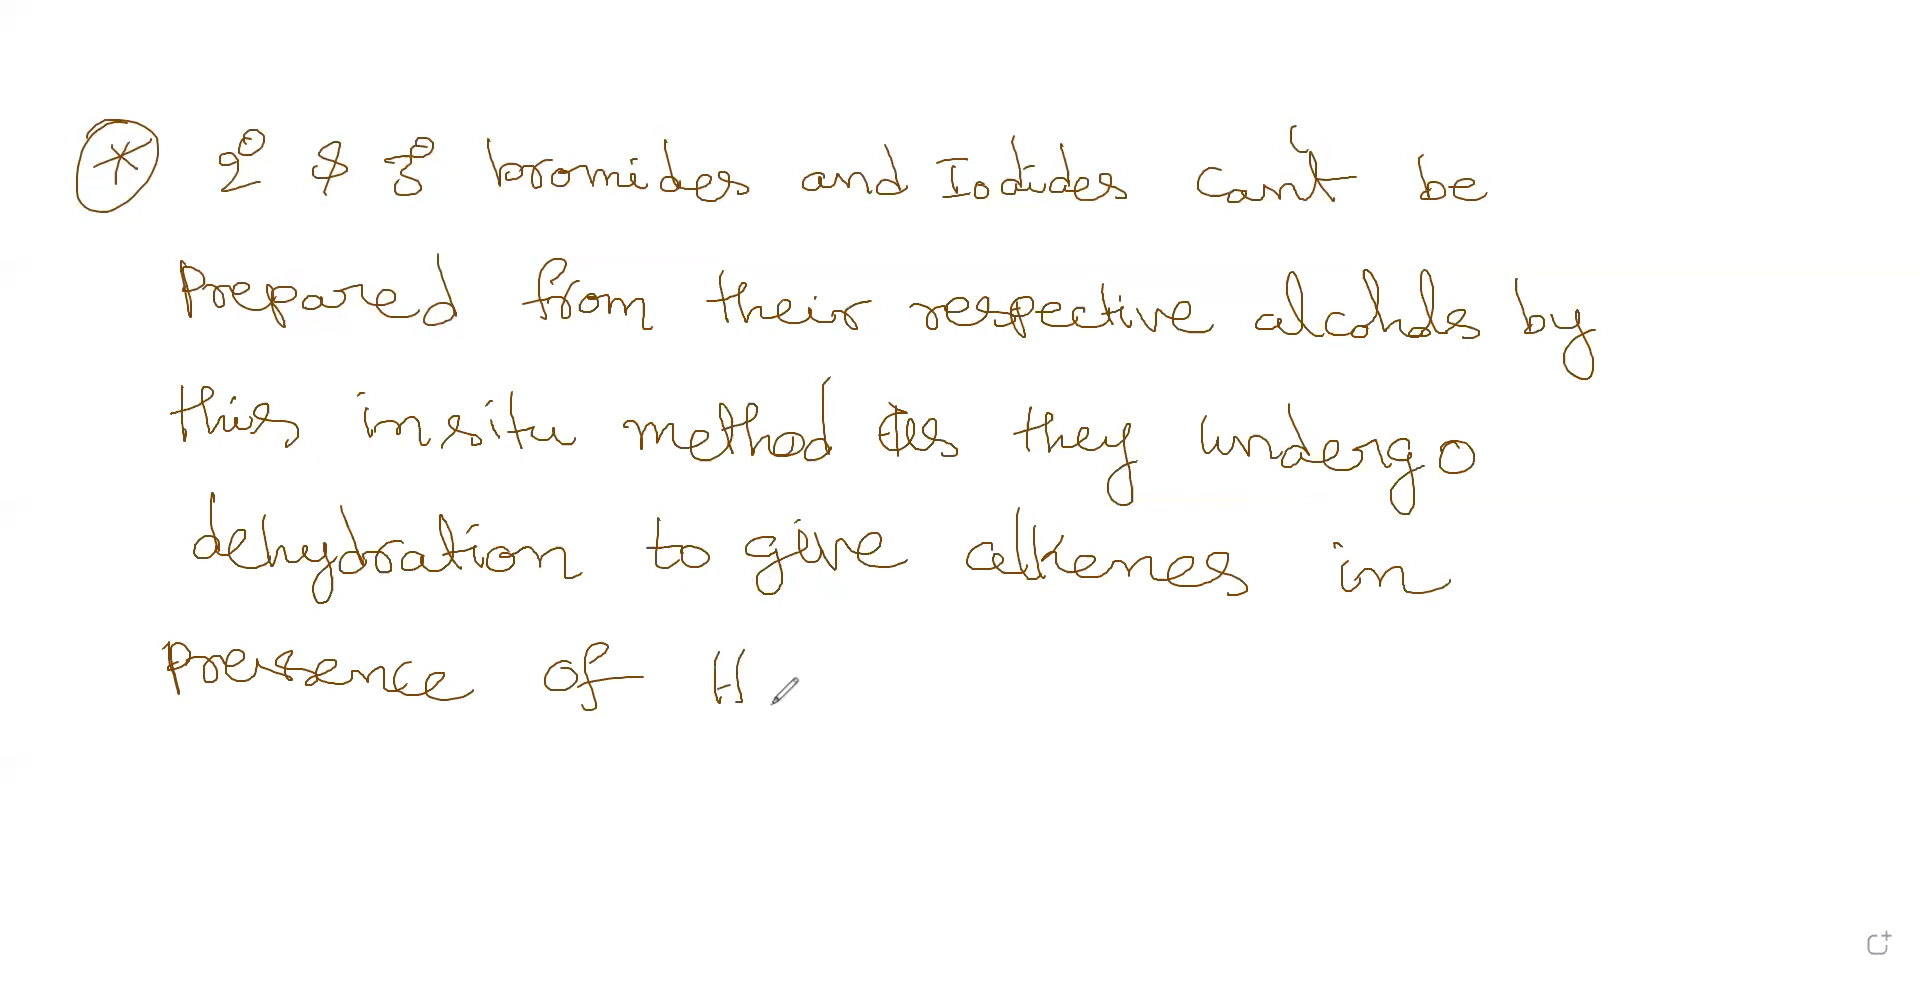 * 2° & 3° bromides and Iodides can't be
Prepared from their respective alcohols by
this insitu method as they undergo
dehydration to give alkenes in
presence of H